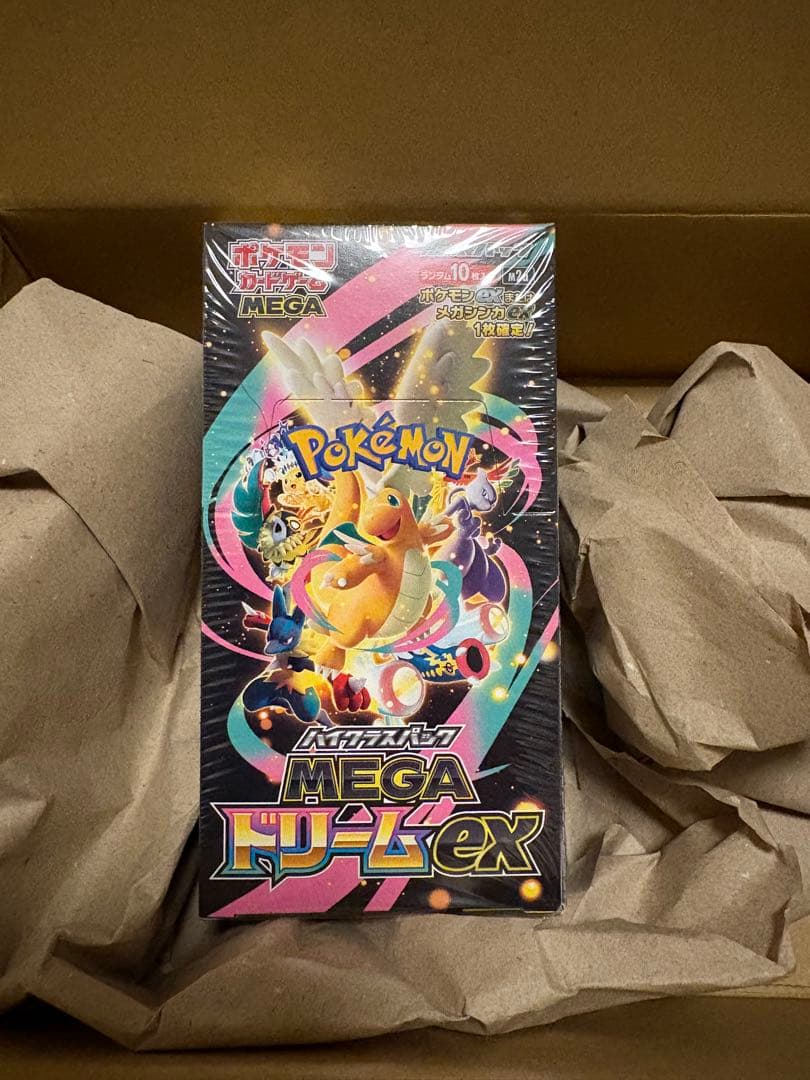 ポケモン
カードゲーム
MEGA
ランダム10枚入り M2a
ポケモンexまたは
メガシンカex
1枚確定!
POKÉMON
ハイクラスパック
MEGA
ドリームex